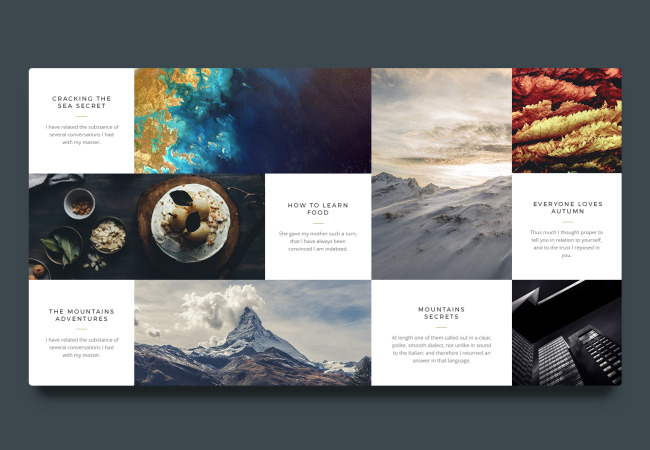 CRACKING THE
SEA SECRET
I have related the substance of
several conversations I had
with my master.
HOW TO LEARN
FOOD
She gave my mother such a turn,
that I have always been
convinced I am indebted.
EVERYONE LOVES
AUTUMN
Thus much I thought proper to
tell you in relation to yourself,
and to the trust I reposed in
you.
THE MOUNTAINS
ADVENTURES
I have related the substance of
several conversations I had
with my master.
MOUNTAINS
SECRETS
At length one of them called out in a clear,
polite, smooth dialect, not unlike in sound
to the Italian: and therefore I returned an
answer in that language.